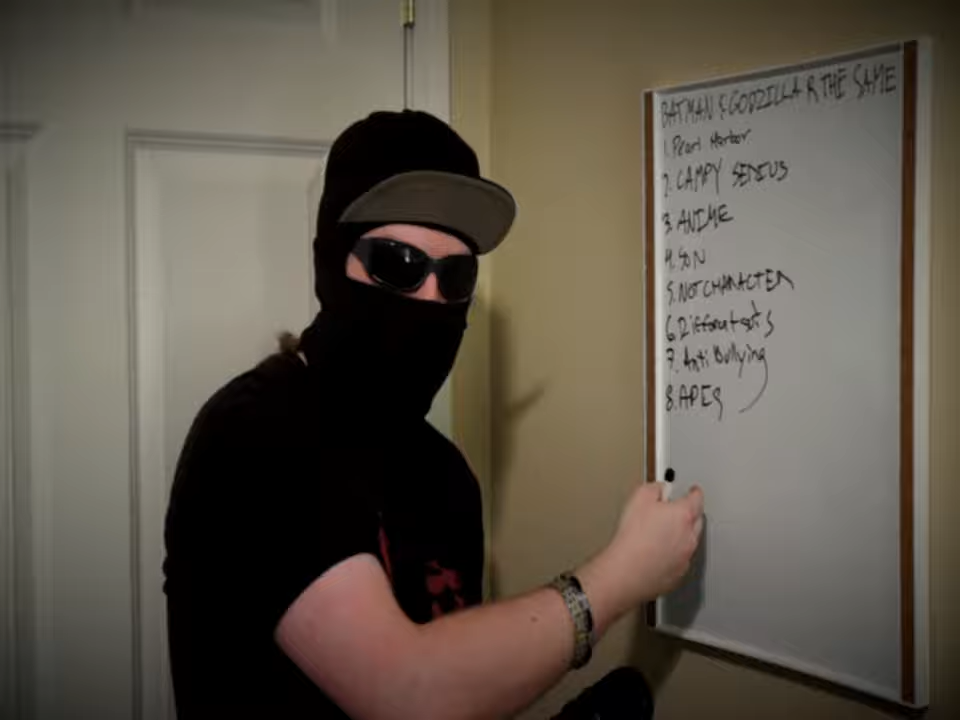 BATMAN & GODZILLA R THE SAME
1. Pearl Harbor
2. CAMPY SERIUS
3. ANIME
4. SON
5. NOT CHARACTER
6. Different suits
7. Anti Bullying
8. APES